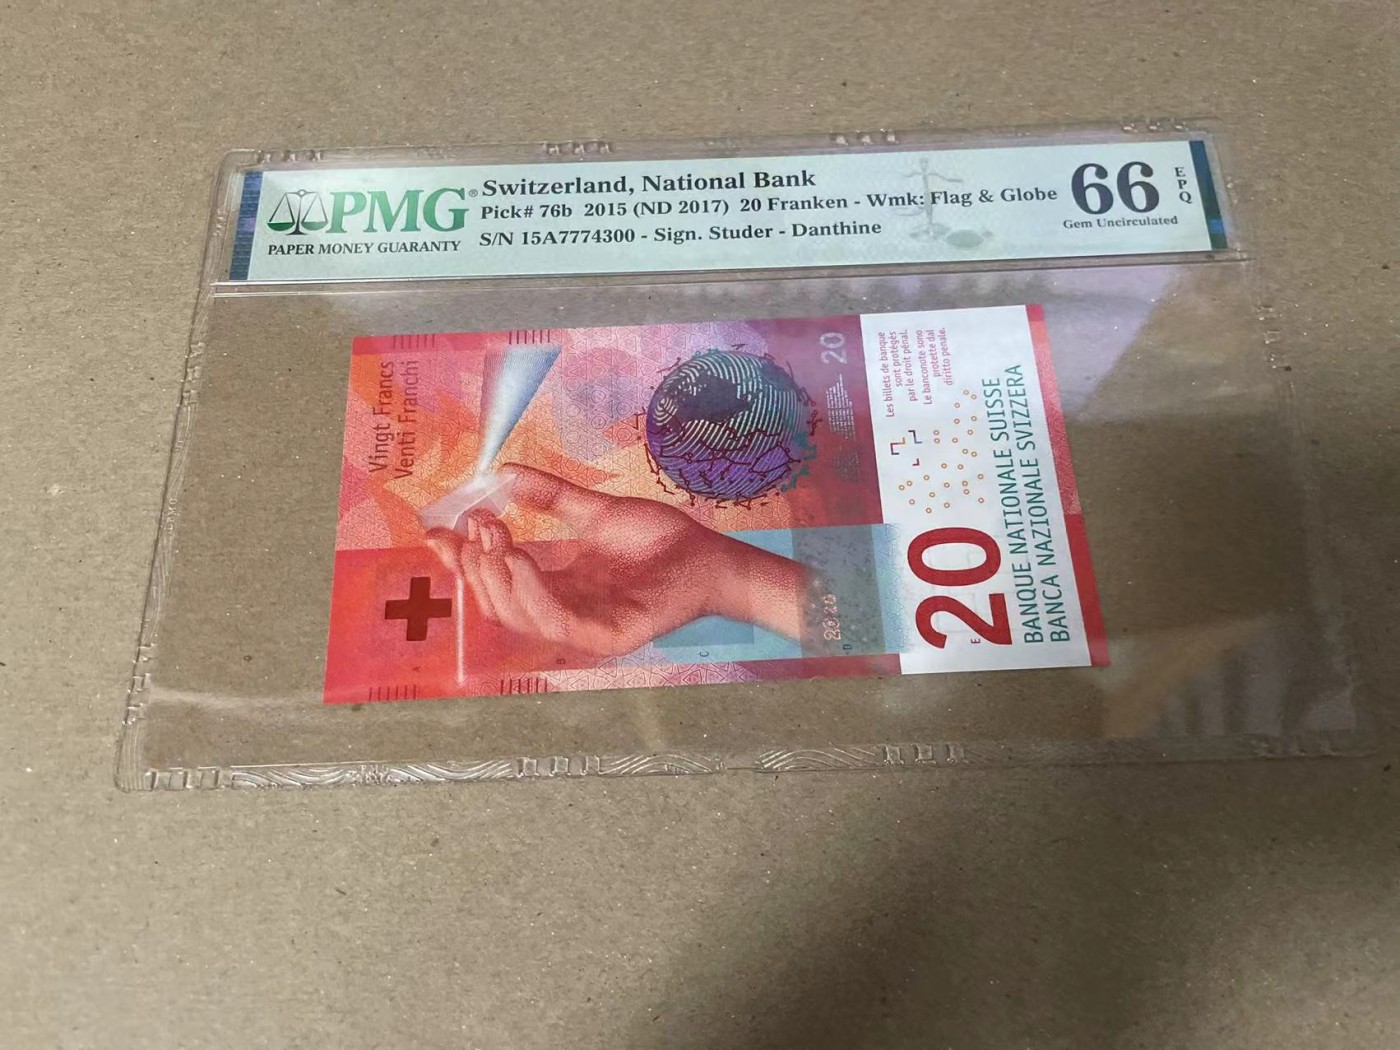 PMG®
PAPER MONEY GUARANTY
Switzerland, National Bank
Pick# 76b 2015 (ND 2017) 20 Franken - Wmk: Flag & Globe
S/N 15A7774300 - Sign. Studer - Danthine
66
EPQ
Gem Uncirculated
Vingt Francs
Venti Franchi
20
Les billets de banque
sont protégés
par le droit pénal.
Le banconote sono
protette dal
diritto penale.
20
BANQUE NATIONALE SUISSE
BANCA NAZIONALE SVIZZERA
A
B
C
D
E